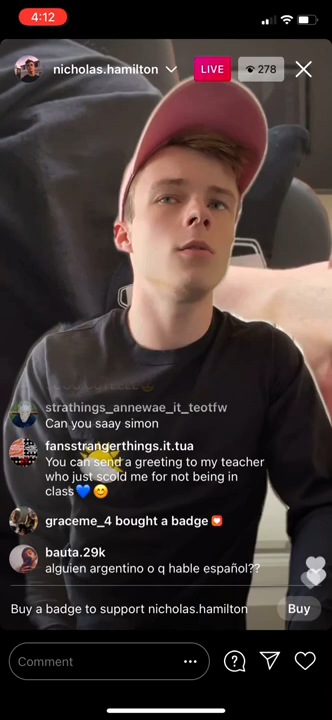 4:12
nicholas.hamilton
LIVE
278
strathings_annewae_it_teotfw
Can you saay simon
fansstrangerthings.it.tua
You can send a greeting to my teacher
who just scold me for not being in
class💙😊
graceme_4 bought a badge
bauta.29k
alguien argentino o q hable español??
Buy a badge to support nicholas.hamilton
Buy
Comment